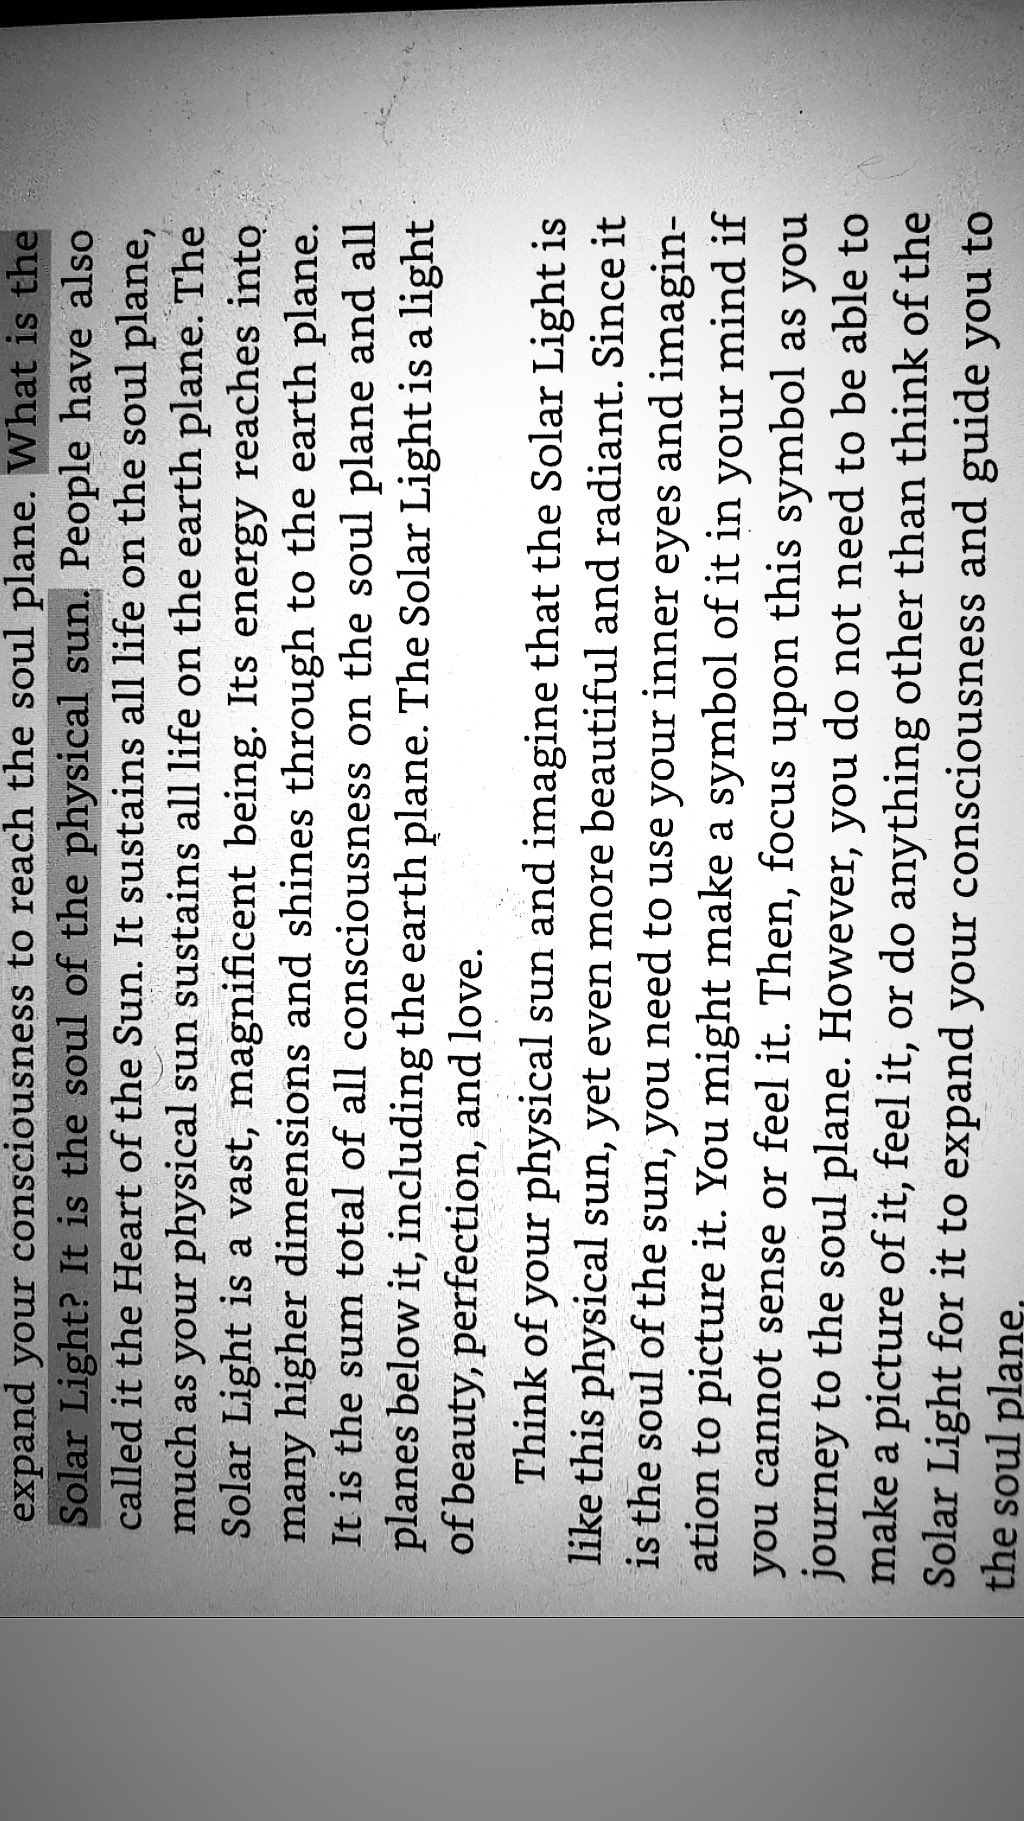 expand your consciousness to reach the soul plane. What is the
Solar Light? It is the soul of the physical sun. People have also
called it the Heart of the Sun. It sustains all life on the soul plane,
much as your physical sun sustains all life on the earth plane. The
Solar Light is a vast, magnificent being. Its energy reaches into
many higher dimensions and shines through to the earth plane.
It is the sum total of all consciousness on the soul plane and all
planes below it, including the earth plane. The Solar Light is a light
of beauty, perfection, and love.
Think of your physical sun and imagine that the Solar Light is
like this physical sun, yet even more beautiful and radiant. Since it
is the soul of the sun, you need to use your inner eyes and imagin-
ation to picture it. You might make a symbol of it in your mind if
you cannot sense or feel it. Then, focus upon this symbol as you
journey to the soul plane. However, you do not need to be able to
make a picture of it, feel it, or do anything other than think of the
Solar Light for it to expand your consciousness and guide you to
the soul plane.